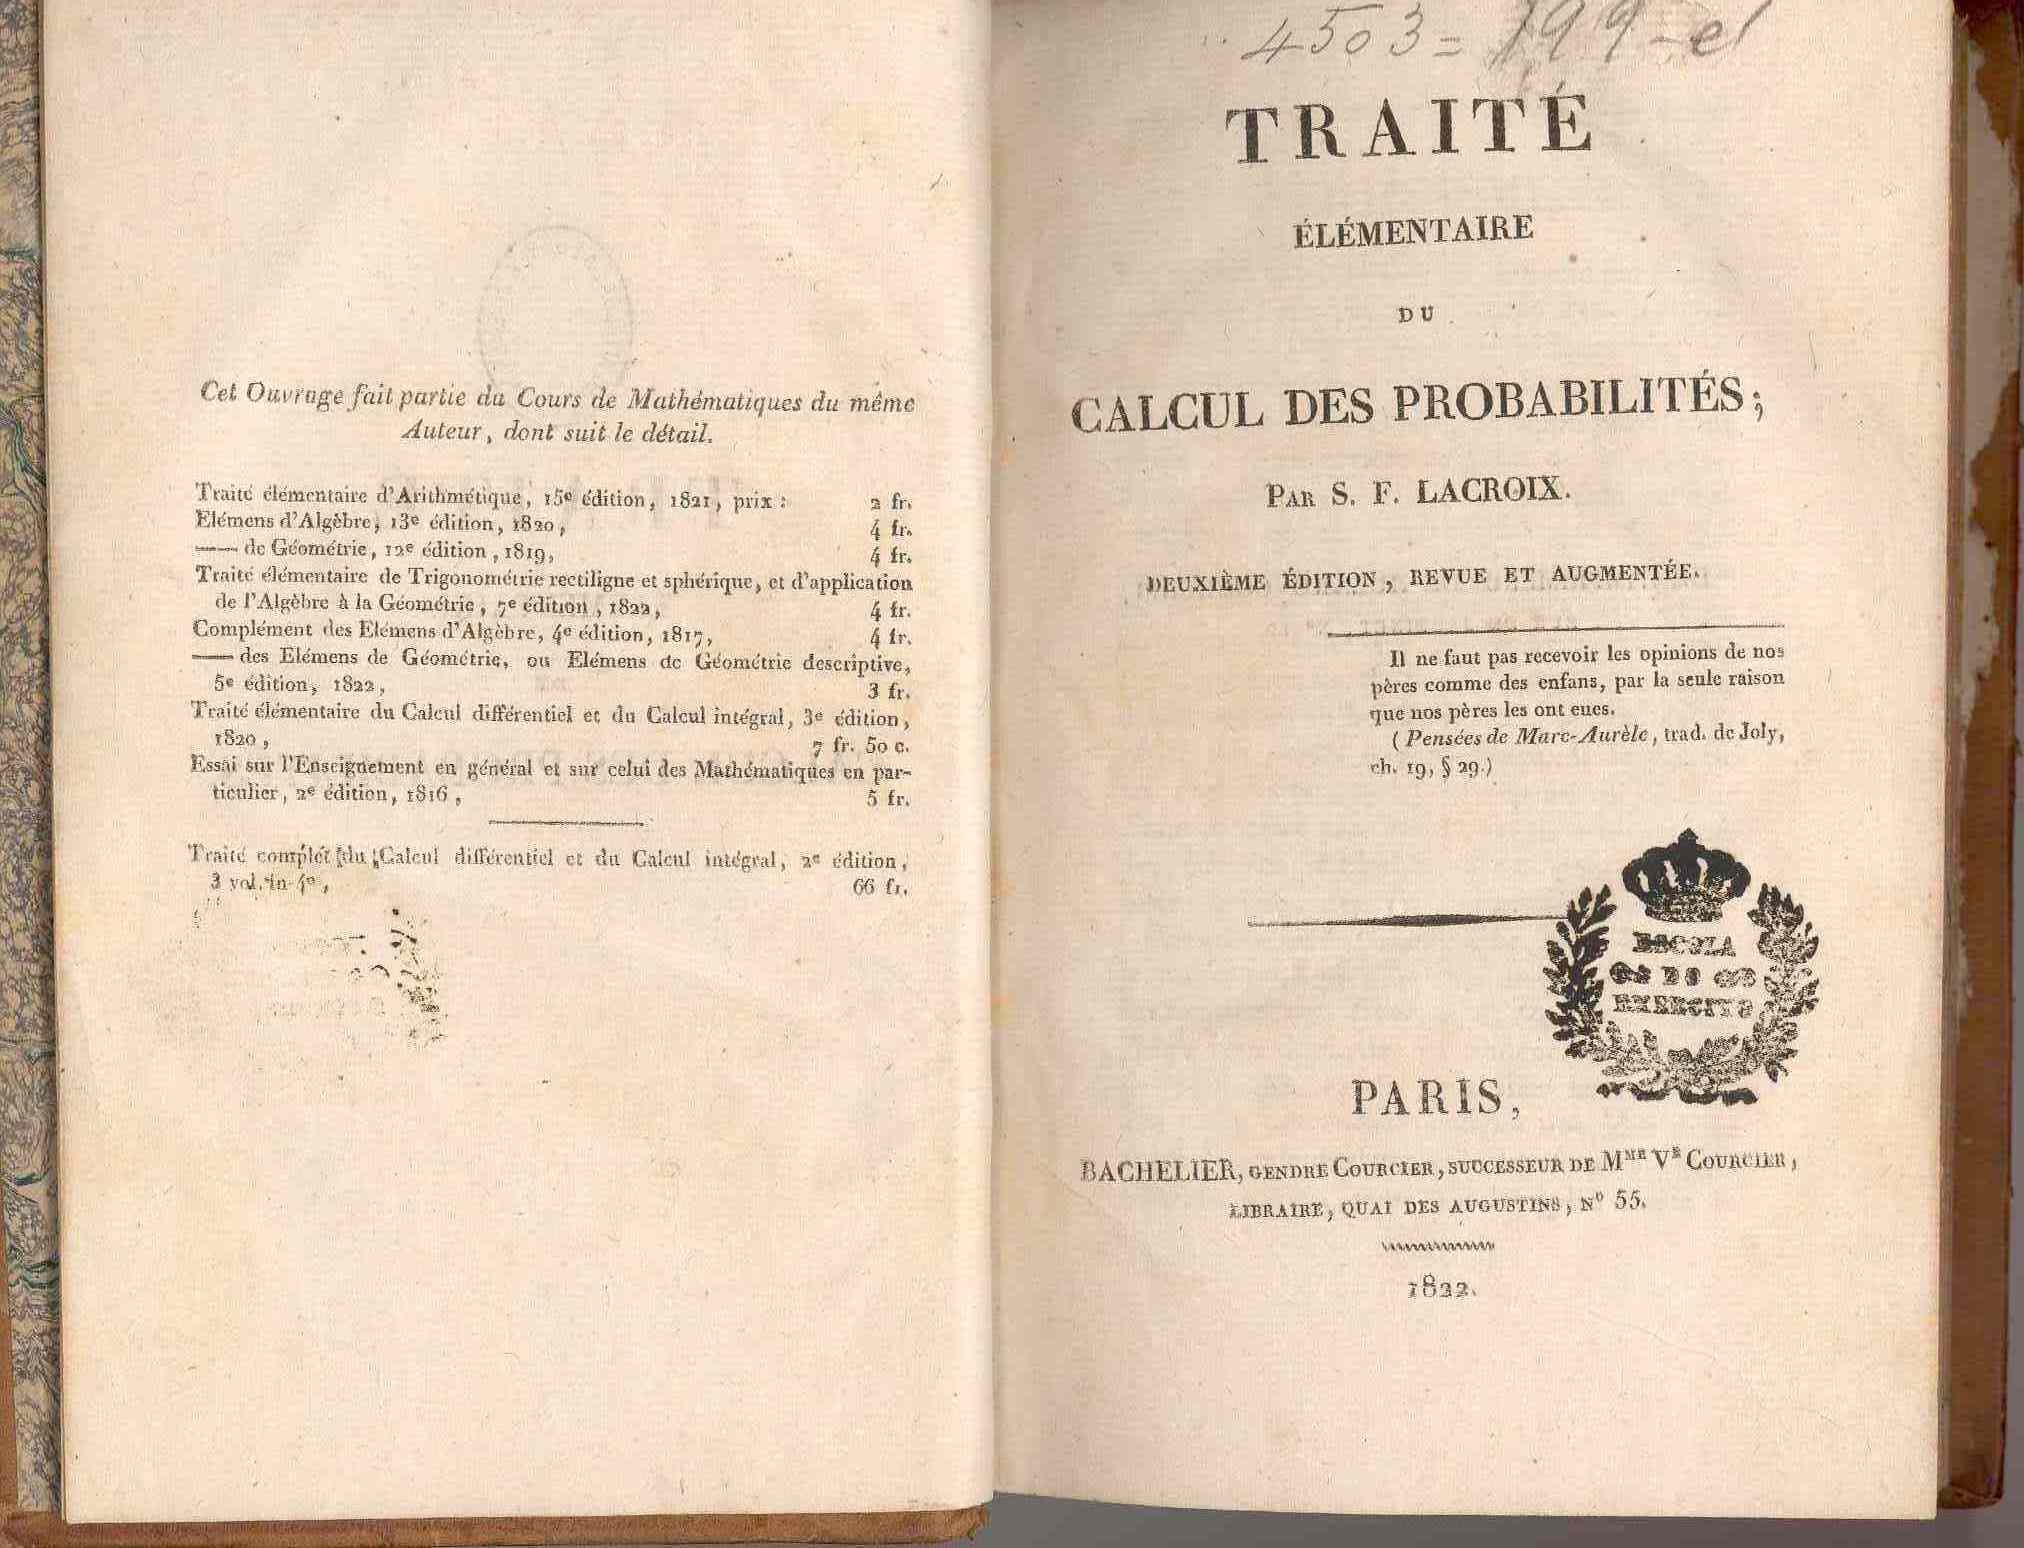 Cet Ouvrage fait partie du Cours de Mathématiques du même
Auteur, dont suit le détail.
Traité élémentaire d'Arithmétique, 15e édition, 1821, prix : 2 fr.
Elémens d'Algèbre, 13e édition, 1820, 4 fr.
—— de Géométrie, 12e édition, 1819, 4 fr.
Traité élémentaire de Trigonométrie rectiligne et sphérique, et d'application
de l'Algèbre à la Géométrie, 7e édition, 1822, 4 fr.
Complément des Elémens d'Algèbre, 4e édition, 1817, 4 fr.
—— des Elémens de Géométrie, ou Elémens de Géométrie descriptive,
5e édition, 1822, 3 fr.
Traité élémentaire du Calcul différentiel et du Calcul intégral, 3e édition,
1820, 7 fr. 50 c.
Essai sur l'Enseignement en général et sur celui des Mathématiques en par-
ticulier, 2e édition, 1816, 5 fr.
Traité complet du Calcul différentiel et du Calcul intégral, 2e édition,
3 vol. in-4o, 66 fr.
4503 = 199
TRAITÉ
ÉLÉMENTAIRE
DU
CALCUL DES PROBABILITÉS;
PAR S. F. LACROIX.
DEUXIÈME ÉDITION, REVUE ET AUGMENTÉE.
Il ne faut pas recevoir les opinions de nos
pères comme des enfans, par la seule raison
que nos pères les ont eues.
(Pensées de Marc-Aurèle, trad. de Joly,
ch. 19, § 29.)
ESCOLA
DO
EXERCITO
PARIS,
BACHELIER, GENDRE COURCIER, SUCCESSEUR DE MME VE COURCIER,
LIBRAIRE, QUAI DES AUGUSTINS, No 55.
1822.